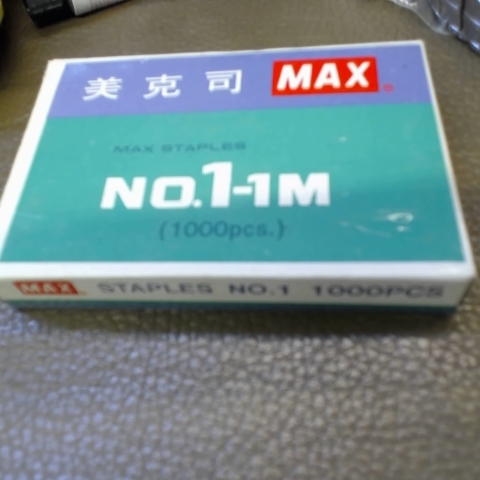 美克司 MAX®
MAX STAPLES
NO.1-1M
(1000pcs.)
MAX STAPLES NO.1 1000PCS